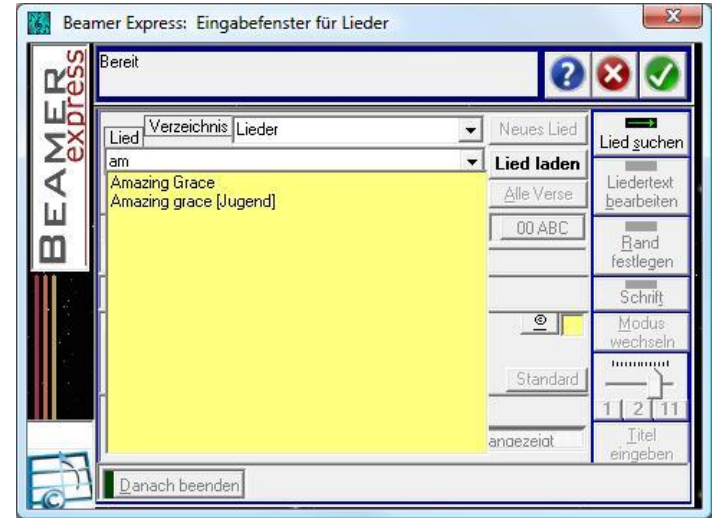 Beamer Express: Eingabefenster für Lieder
BEAMER
express
Bereit
Lied
Verzeichnis
Lieder
Neues Lied
am
Lied laden
Amazing Grace
Amazing grace [Jugend]
Alle Verse
00 ABC
©
Standard
angezeigt
Lied suchen
Liedertext
bearbeiten
Rand
festlegen
Schrift
Modus
wechseln
1 2 11
Titel
eingeben
Danach beenden